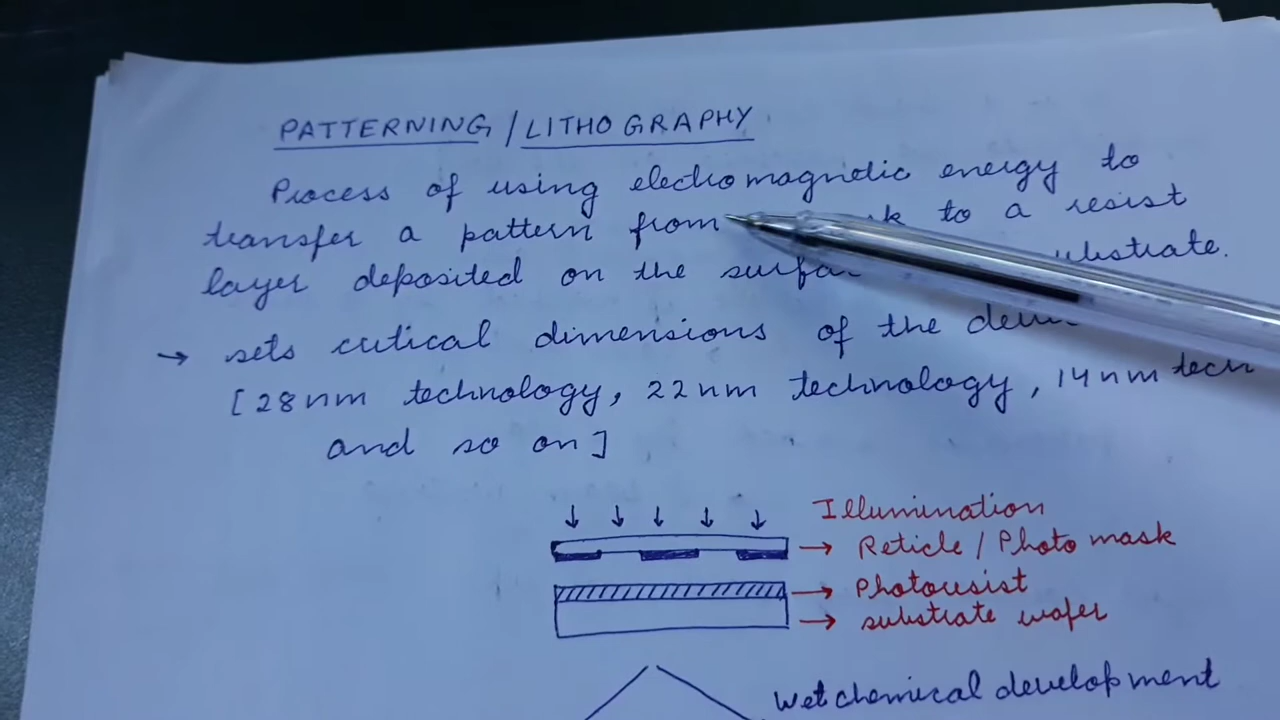 PATTERNING / LITHOGRAPHY
Process of using electromagnetic energy to
transfer a pattern from to a resist
layer deposited on the substrate.
→ sets critical dimensions of the
[28nm technology, 22nm technology, 14nm tech
and so on]
Illumination
→ Reticle / Photo mask
→ Photoresist
→ substrate wafer
Wet chemical development